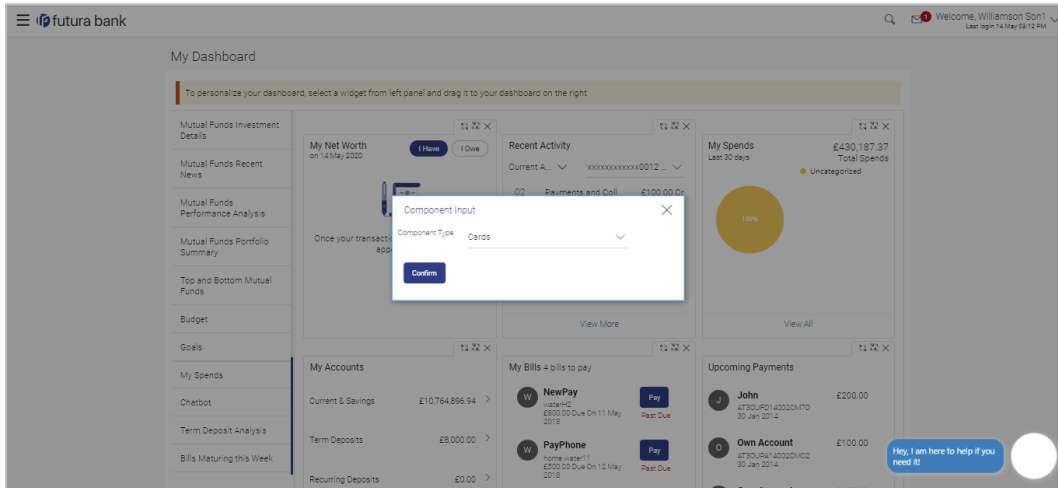 futura bank
1
Welcome, Williamson Son1
Last login 14 May 03:12 PM
My Dashboard
To personalize your dashboard, select a widget from left panel and drag it to your dashboard on the right
Mutual Funds Investment
Details
Mutual Funds Recent
News
Mutual Funds
Performance Analysis
Mutual Funds Portfolio
Summary
Top and Bottom Mutual
Funds
Budget
Goals
My Spends
Chatbot
Term Deposit Analysis
Bills Maturing this Week
My Net Worth
on 14 May 2020
I Have
I Owe
Once your transactio
app
Recent Activity
Current A...
xxxxxxxxxxxx0012 ...
02 Payments and Coll... £100.00 Cr
View More
My Spends
Last 30 days
£430,187.37
Total Spends
Uncategorized
100%
View All
Component Input
Component Type
Cards
Confirm
My Accounts
Current & Savings £10,764,896.94
Term Deposits £8,000.00
Recurring Deposits £0.00
My Bills 4 bills to pay
W
NewPay
waterH2
£800.00 Due On 11 May
2018
Pay
Past Due
W
PayPhone
home water11
£500.00 Due On 12 May
2018
Pay
Past Due
Upcoming Payments
J
John £200.00
30 Jan 2014
O
Own Account £100.00
30 Jan 2014
Hey, I am here to help if you
need it!